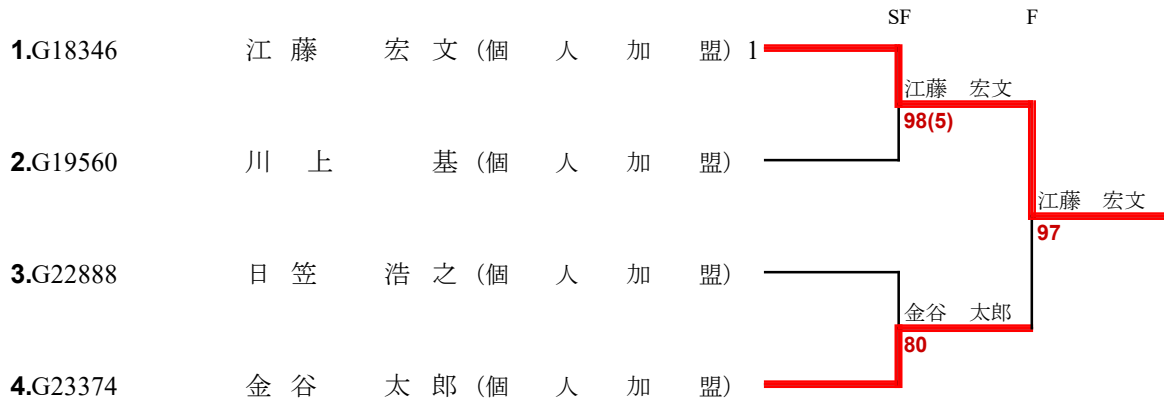 SF F
1.G18346 江藤 宏文 (個人加盟) 1
江藤 宏文
98(5)
2.G19560 川上 基 (個人加盟)
江藤 宏文
97
3.G22888 日笠 浩之 (個人加盟)
金谷 太郎
80
4.G23374 金谷 太郎 (個人加盟)